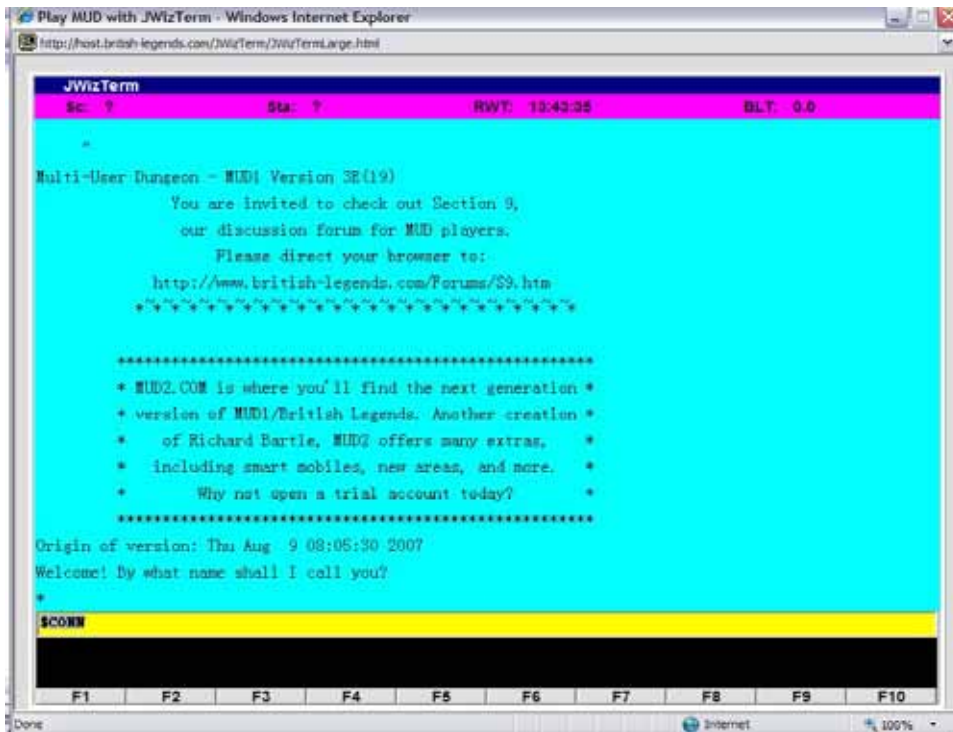 Play MUD with JWizTerm - Windows Internet Explorer
http://host.british-legends.com/JWizTerm/JWizTermLarge.html
JWizTerm
Sc: ? Sta: ? RWT: 13:43:35 BLT: 0.0
Multi-User Dungeon - MUD1 Version 3E(19)
You are invited to check out Section 9,
our discussion forum for MUD players.
Please direct your browser to:
http://www.british-legends.com/Forums/S9.htm
*~*~*~*~*~*~*~*~*~*~*~*~*~*~*~*~*~*~*~*~*~*~*~*~*
*****************************************************
* MUD2.COM is where you'll find the next generation *
* version of MUD1/British Legends. Another creation *
* of Richard Bartle, MUD2 offers many extras, *
* including smart mobiles, new areas, and more. *
* Why not open a trial account today? *
*****************************************************
Origin of version: Thu Aug 9 08:05:30 2007
Welcome! By what name shall I call you?
*
$CONN
F1 F2 F3 F4 F5 F6 F7 F8 F9 F10
Done Internet 100%